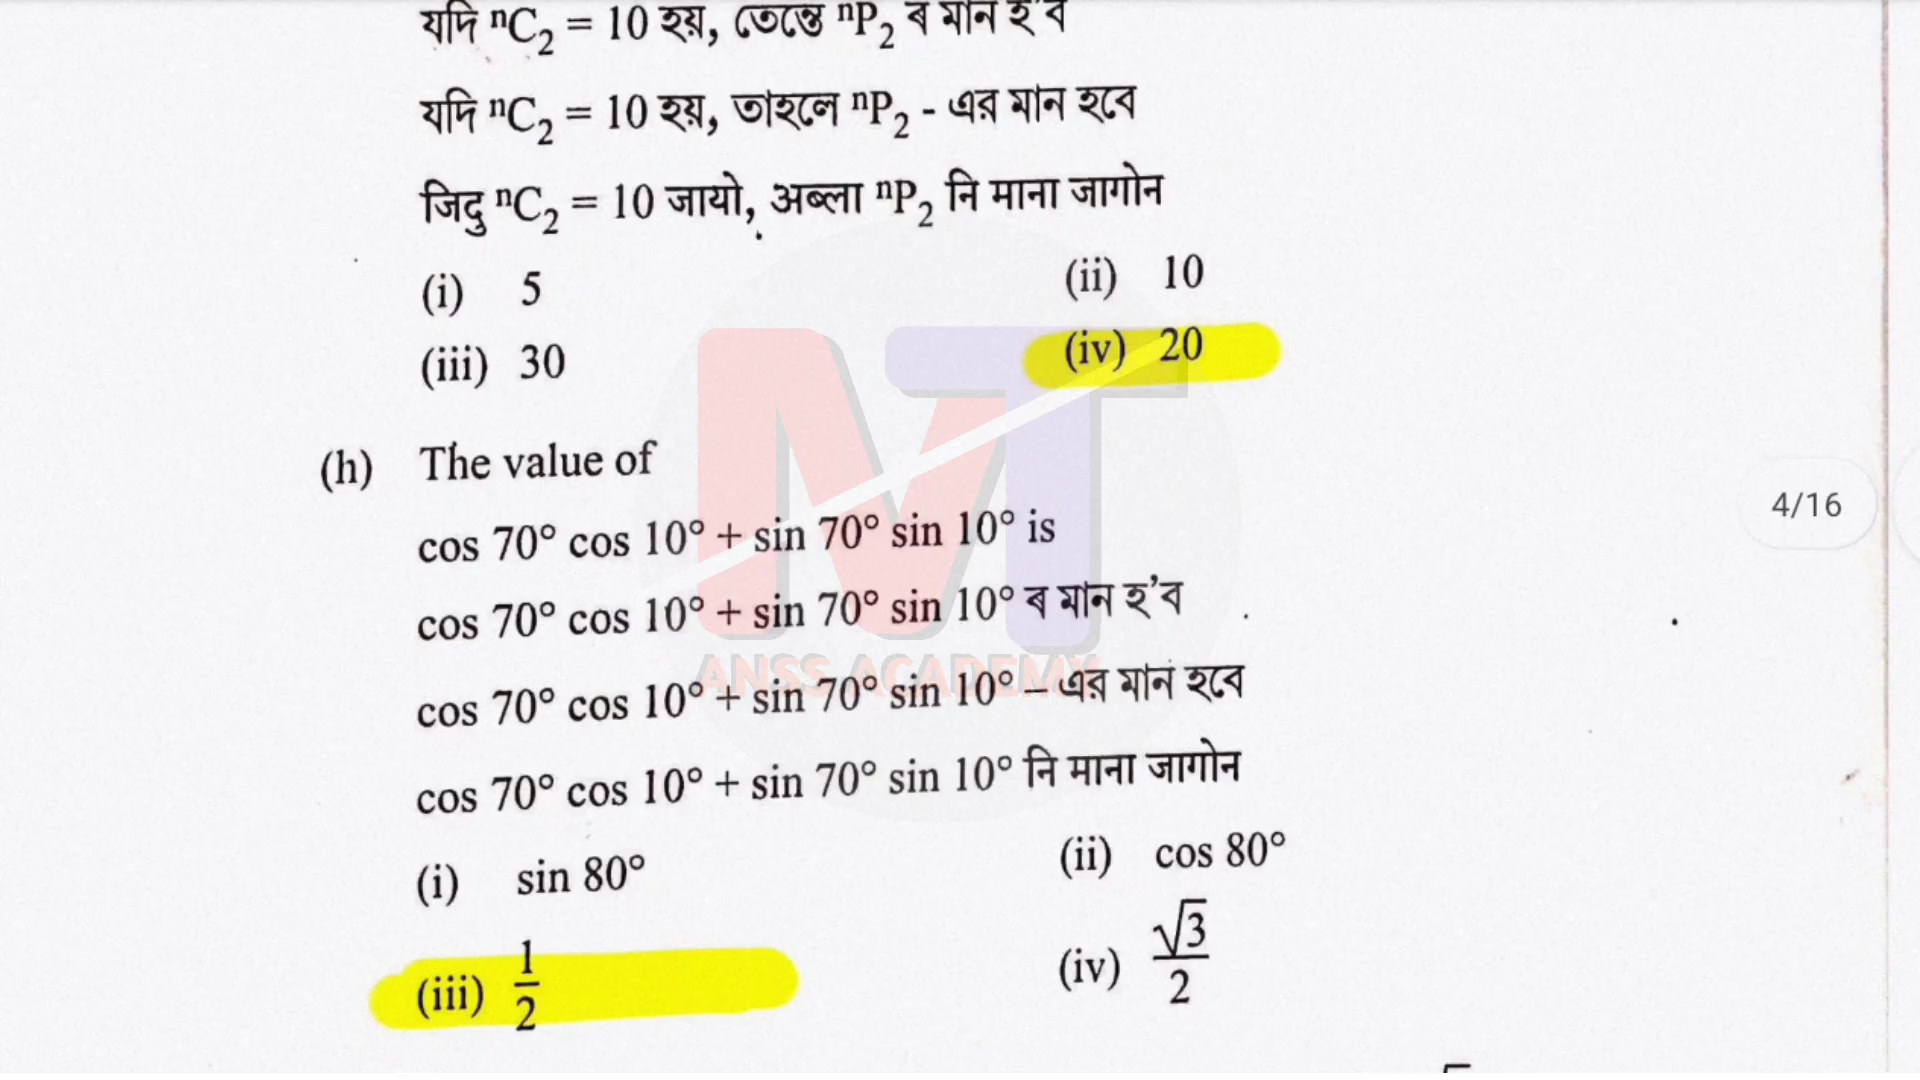 যদি ⁿC₂ = 10 হয়, তেন্তে ⁿP₂ ৰ মান হ'ব
যদি ⁿC₂ = 10 হয়, তাহলে ⁿP₂ - এর মান হবে
जिदु ⁿC₂ = 10 जायो, अब्ला ⁿP₂ नि माना जागोन
(i) 5 (ii) 10
(iii) 30 (iv) 20
(h) The value of
cos 70° cos 10° + sin 70° sin 10° is
cos 70° cos 10° + sin 70° sin 10° ৰ মান হ'ব
cos 70° cos 10° + sin 70° sin 10° – এর মান হবে
cos 70° cos 10° + sin 70° sin 10° नि माना जागोन
(i) sin 80° (ii) cos 80°
(iii) 1/2 (iv) √3/2
4/16
MT
ANSS ACADEMY